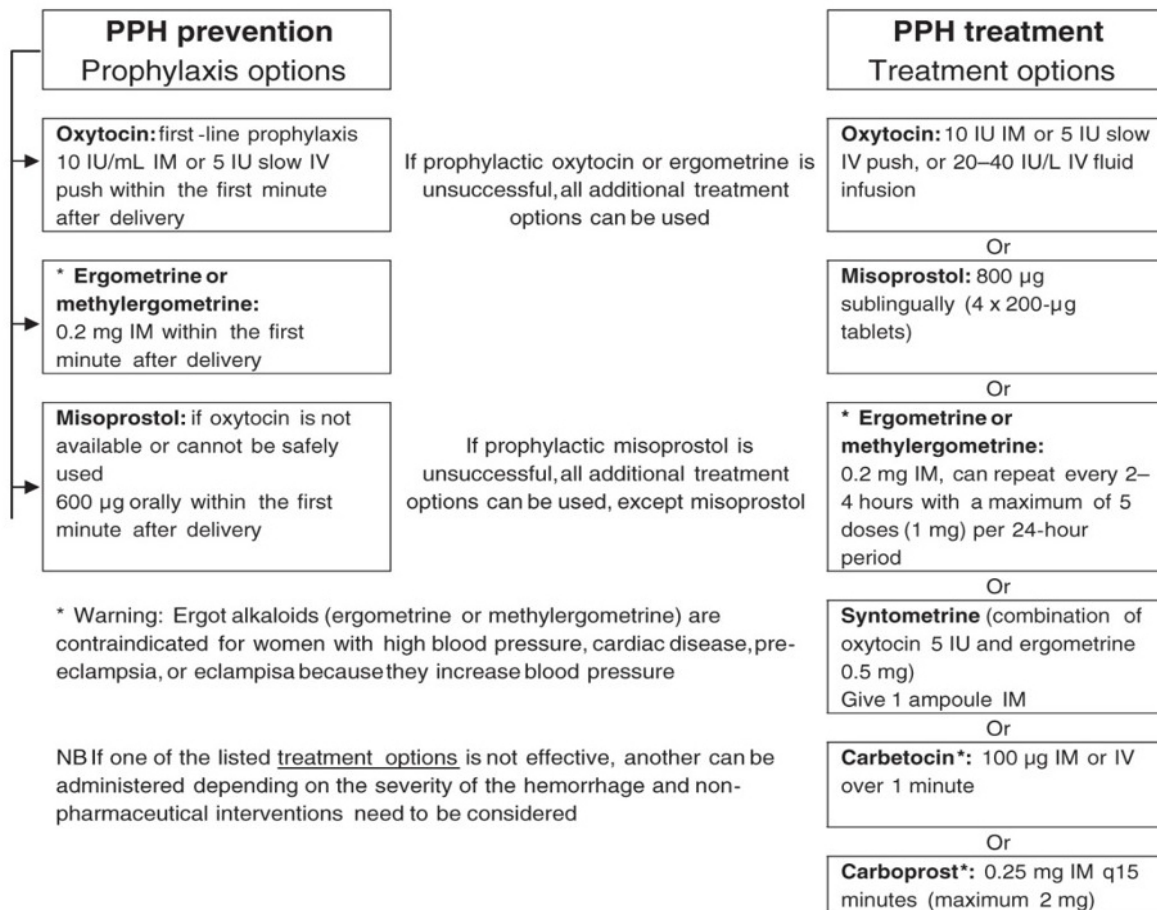 PPH prevention
Prophylaxis options
Oxytocin: first -line prophylaxis
10 IU/mL IM or 5 IU slow IV
push within the first minute
after delivery
* Ergometrine or
methylergometrine:
0.2 mg IM within the first
minute after delivery
Misoprostol: if oxytocin is not
available or cannot be safely
used
600 µg orally within the first
minute after delivery
If prophylactic oxytocin or ergometrine is
unsuccessful, all additional treatment
options can be used
If prophylactic misoprostol is
unsuccessful, all additional treatment
options can be used, except misoprostol
* Warning: Ergot alkaloids (ergometrine or methylergometrine) are
contraindicated for women with high blood pressure, cardiac disease, pre-
eclampsia, or eclampisa because they increase blood pressure
NB If one of the listed treatment options is not effective, another can be
administered depending on the severity of the hemorrhage and non-
pharmaceutical interventions need to be considered
PPH treatment
Treatment options
Oxytocin: 10 IU IM or 5 IU slow
IV push, or 20–40 IU/L IV fluid
infusion
Or
Misoprostol: 800 µg
sublingually (4 x 200-µg
tablets)
Or
* Ergometrine or
methylergometrine:
0.2 mg IM, can repeat every 2–
4 hours with a maximum of 5
doses (1 mg) per 24-hour
period
Or
Syntometrine (combination of
oxytocin 5 IU and ergometrine
0.5 mg)
Give 1 ampoule IM
Or
Carbetocin*: 100 µg IM or IV
over 1 minute
Or
Carboprost*: 0.25 mg IM q15
minutes (maximum 2 mg)